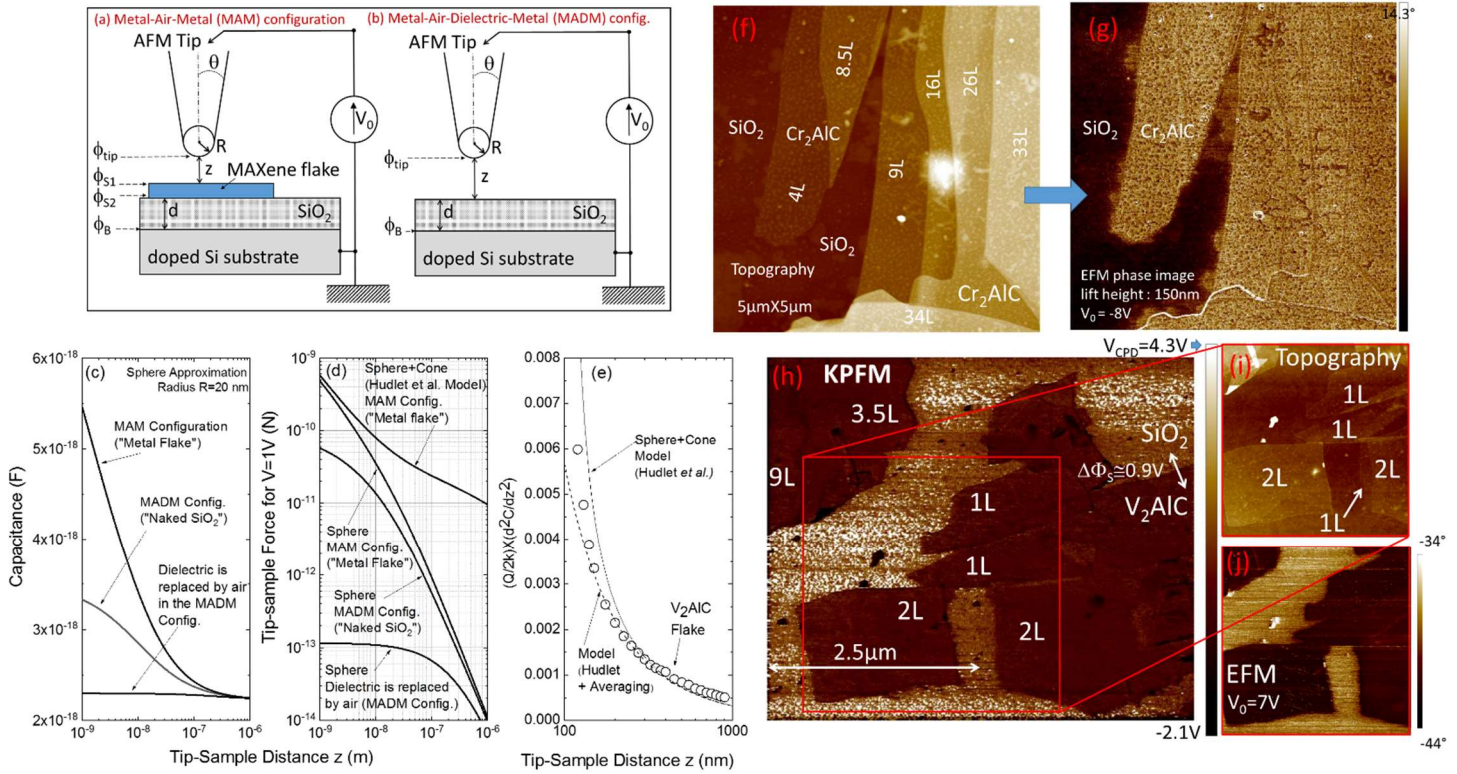 (a) Metal-Air-Metal (MAM) configuration
AFM Tip
θ
V₀
R
ϕtip
z
ϕS1
MAXene flake
ϕS2
d
SiO₂
ϕB
doped Si substrate
(b) Metal-Air-Dielectric-Metal (MADM) config.
AFM Tip
θ
V₀
R
ϕtip
z
d
SiO₂
ϕB
doped Si substrate
(f)
8.5L
16L
26L
SiO₂
Cr₂AlC
33L
9L
4L
SiO₂
Topography
5μmX5μm
Cr₂AlC
34L
(g)
14.3°
SiO₂
Cr₂AlC
EFM phase image
lift height : 150nm
V₀ = -8V
(c)
Sphere Approximation
Radius R=20 nm
MAM Configuration
("Metal Flake")
MADM Config.
("Naked SiO₂")
Dielectric is
replaced by air
in the MADM
Config.
Capacitance (F)
6x10⁻¹⁸
5x10⁻¹⁸
4x10⁻¹⁸
3x10⁻¹⁸
2x10⁻¹⁸
10⁻⁹ 10⁻⁸ 10⁻⁷ 10⁻⁶
Tip-Sample Distance z (m)
(d)
Sphere+Cone
(Hudlet et al. Model)
MAM Config.
("Metal flake")
Sphere
MAM Config.
("Metal Flake")
Sphere
MADM Config.
("Naked SiO₂")
Sphere
Dielectric is replaced
by air (MADM Config.)
Tip-sample Force for V=1V (N)
10⁻⁹
10⁻¹⁰
10⁻¹¹
10⁻¹²
10⁻¹³
10⁻¹⁴
10⁻⁹ 10⁻⁸ 10⁻⁷ 10⁻⁶
(e)
Sphere+Cone
Model
(Hudlet et al.)
V₂AlC
Flake
Model
(Hudlet
+ Averaging)
(Q/2k)X(d²C/dz²)
0.008
0.007
0.006
0.005
0.004
0.003
0.002
0.001
0.000
100 1000
Tip-Sample Distance z (nm)
(h)
KPFM
3.5L
9L
1L
1L
2L
2L
2.5μm
SiO₂
ΔΦS≅0.9V
V₂AlC
VCPD=4.3V
-2.1V
(i)
Topography
1L
1L
2L
2L
1L
(j)
EFM
V₀=7V
-34°
-44°